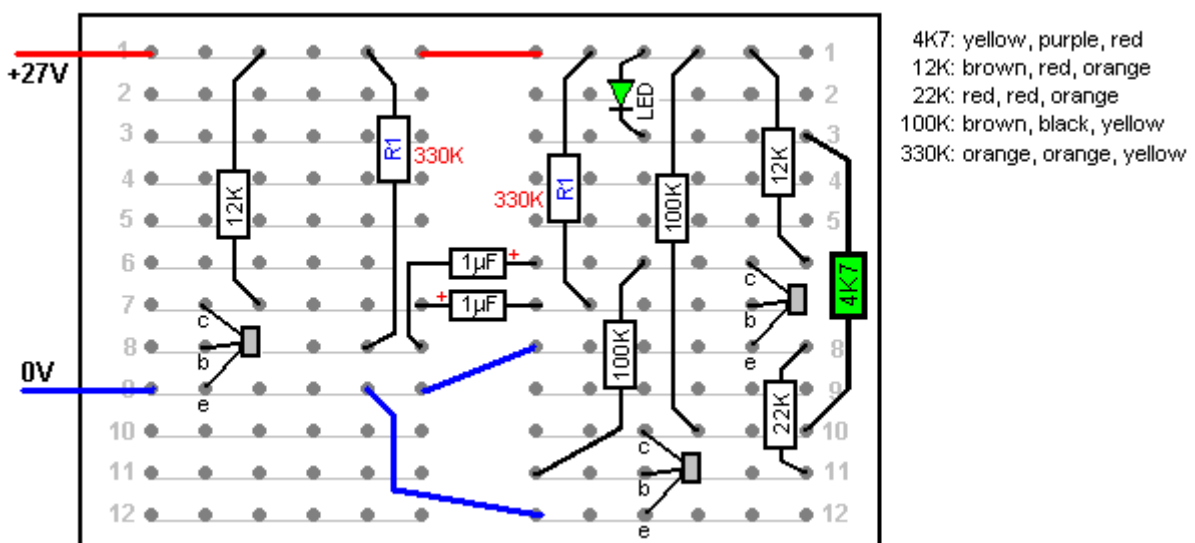 +27V
0V
1 1
2 2
3 3
4 4
5 5
6 6
7 7
8 8
9 9
10 10
11 11
12 12
12K
R1
330K
1µF
+
1µF
+
c
b
e
330K
R1
LED
100K
100K
12K
c
b
e
4K7
22K
c
b
e
4K7: yellow, purple, red
12K: brown, red, orange
22K: red, red, orange
100K: brown, black, yellow
330K: orange, orange, yellow